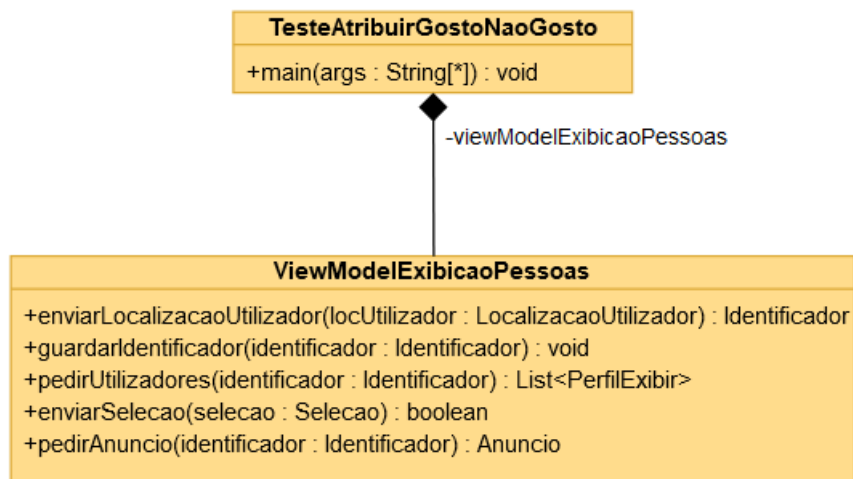 TesteAtribuirGostoNaoGosto
+main(args : String[*]) : void
-viewModelExibicaoPessoas
ViewModelExibicaoPessoas
+enviarLocalizacaoUtilizador(locUtilizador : LocalizacaoUtilizador) : Identificador
+guardarIdentificador(identificador : Identificador) : void
+pedirUtilizadores(identificador : Identificador) : List<PerfilExibir>
+enviarSelecao(selecao : Selecao) : boolean
+pedirAnuncio(identificador : Identificador) : Anuncio